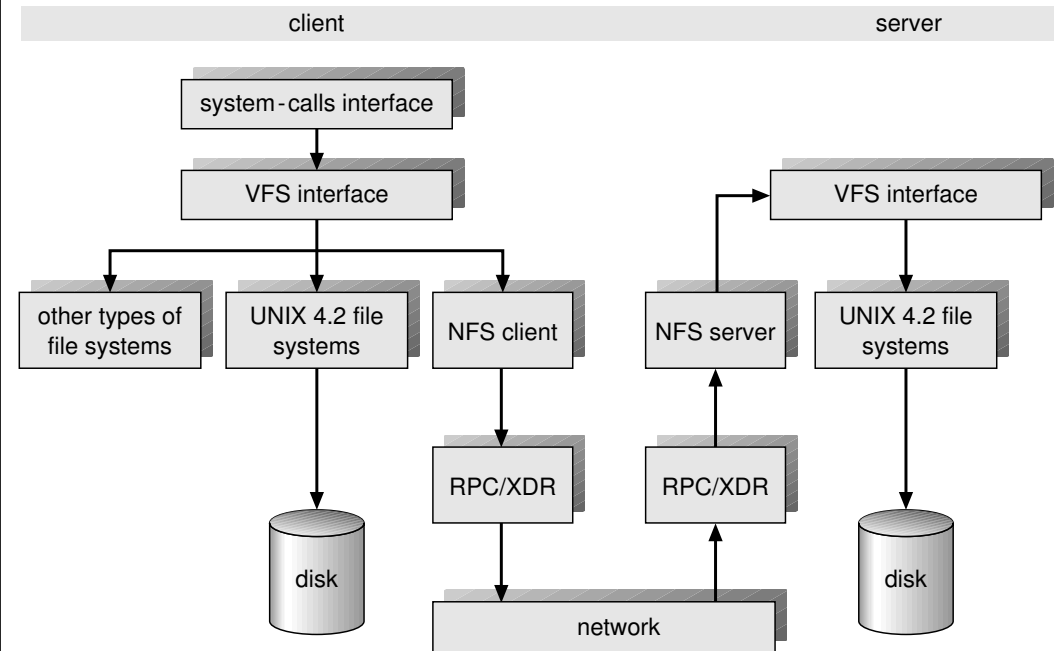 client
server
system-calls interface
VFS interface
VFS interface
other types of
file systems
UNIX 4.2 file
systems
NFS client
NFS server
UNIX 4.2 file
systems
RPC/XDR
RPC/XDR
disk
disk
network